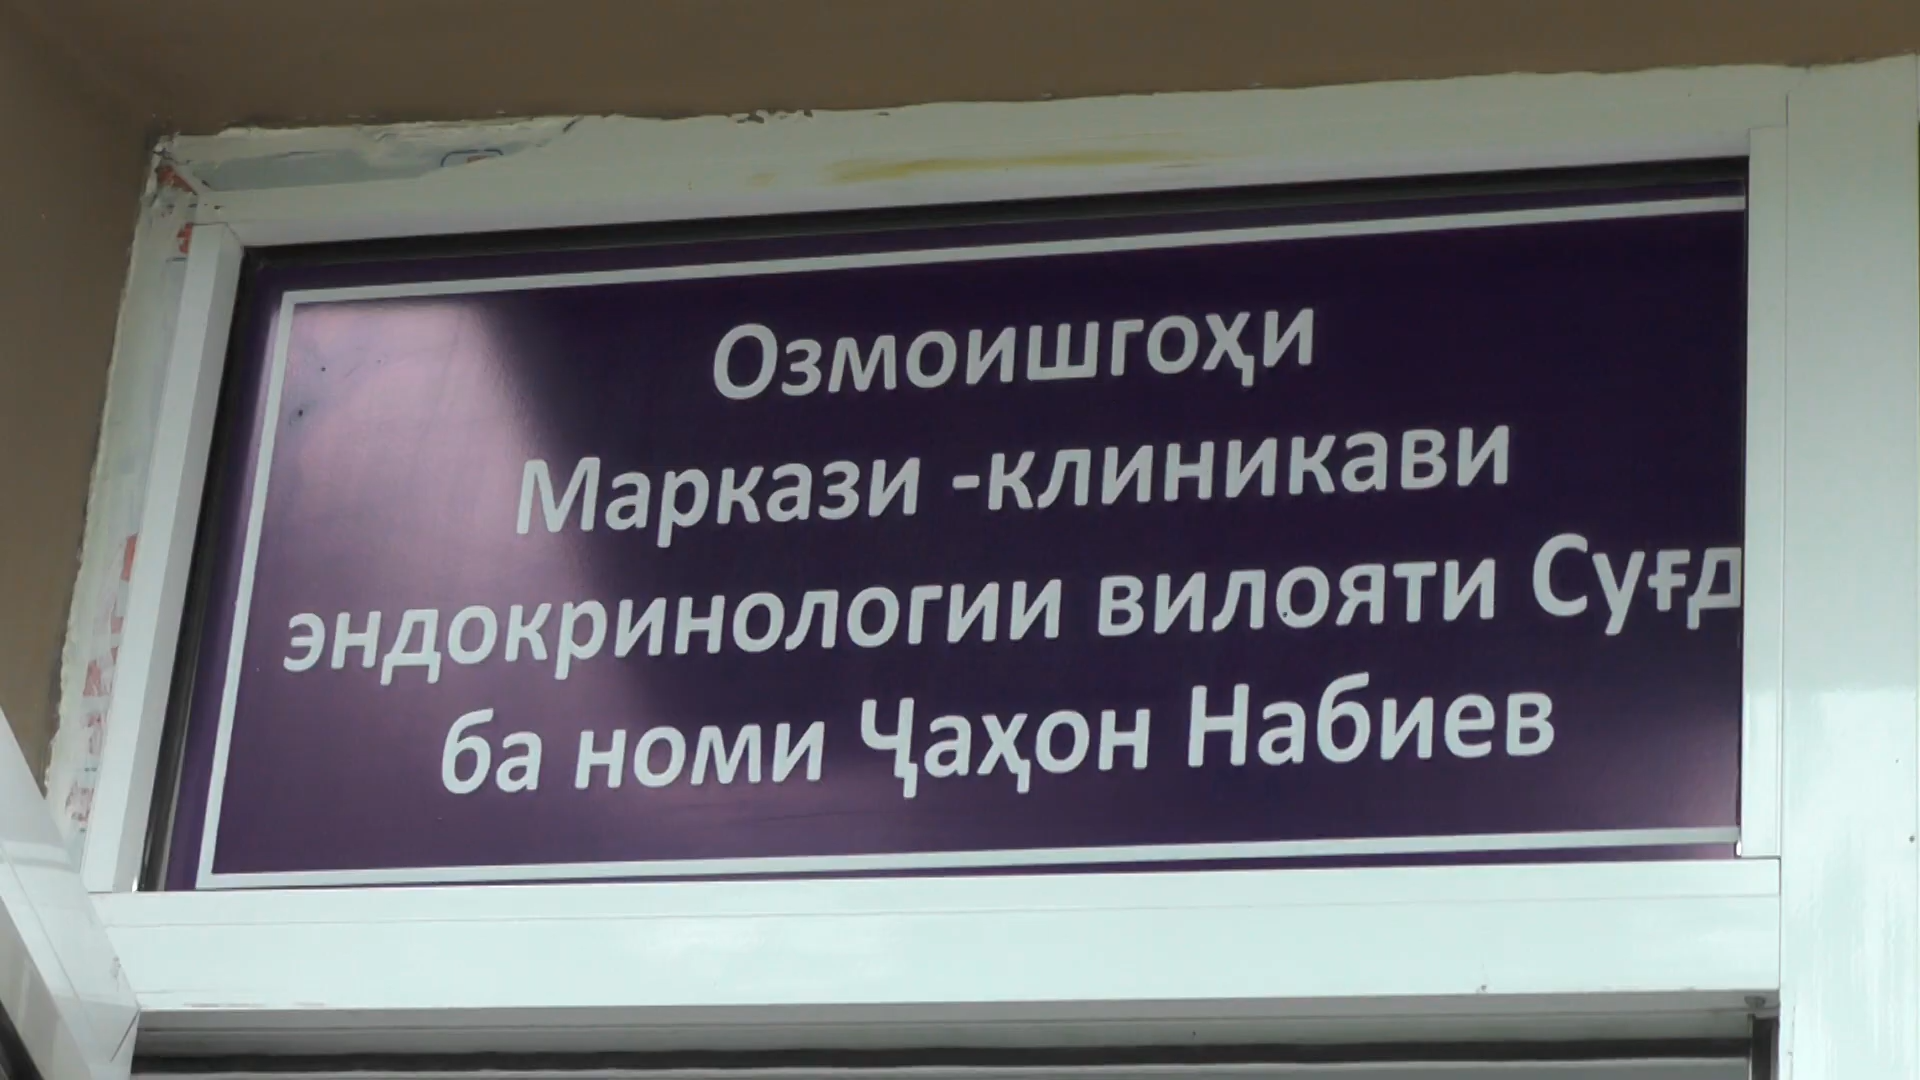 Озмоишгоҳи
Маркази -клиникави
эндокринологии вилояти Суғд
ба номи Ҷаҳон Набиев